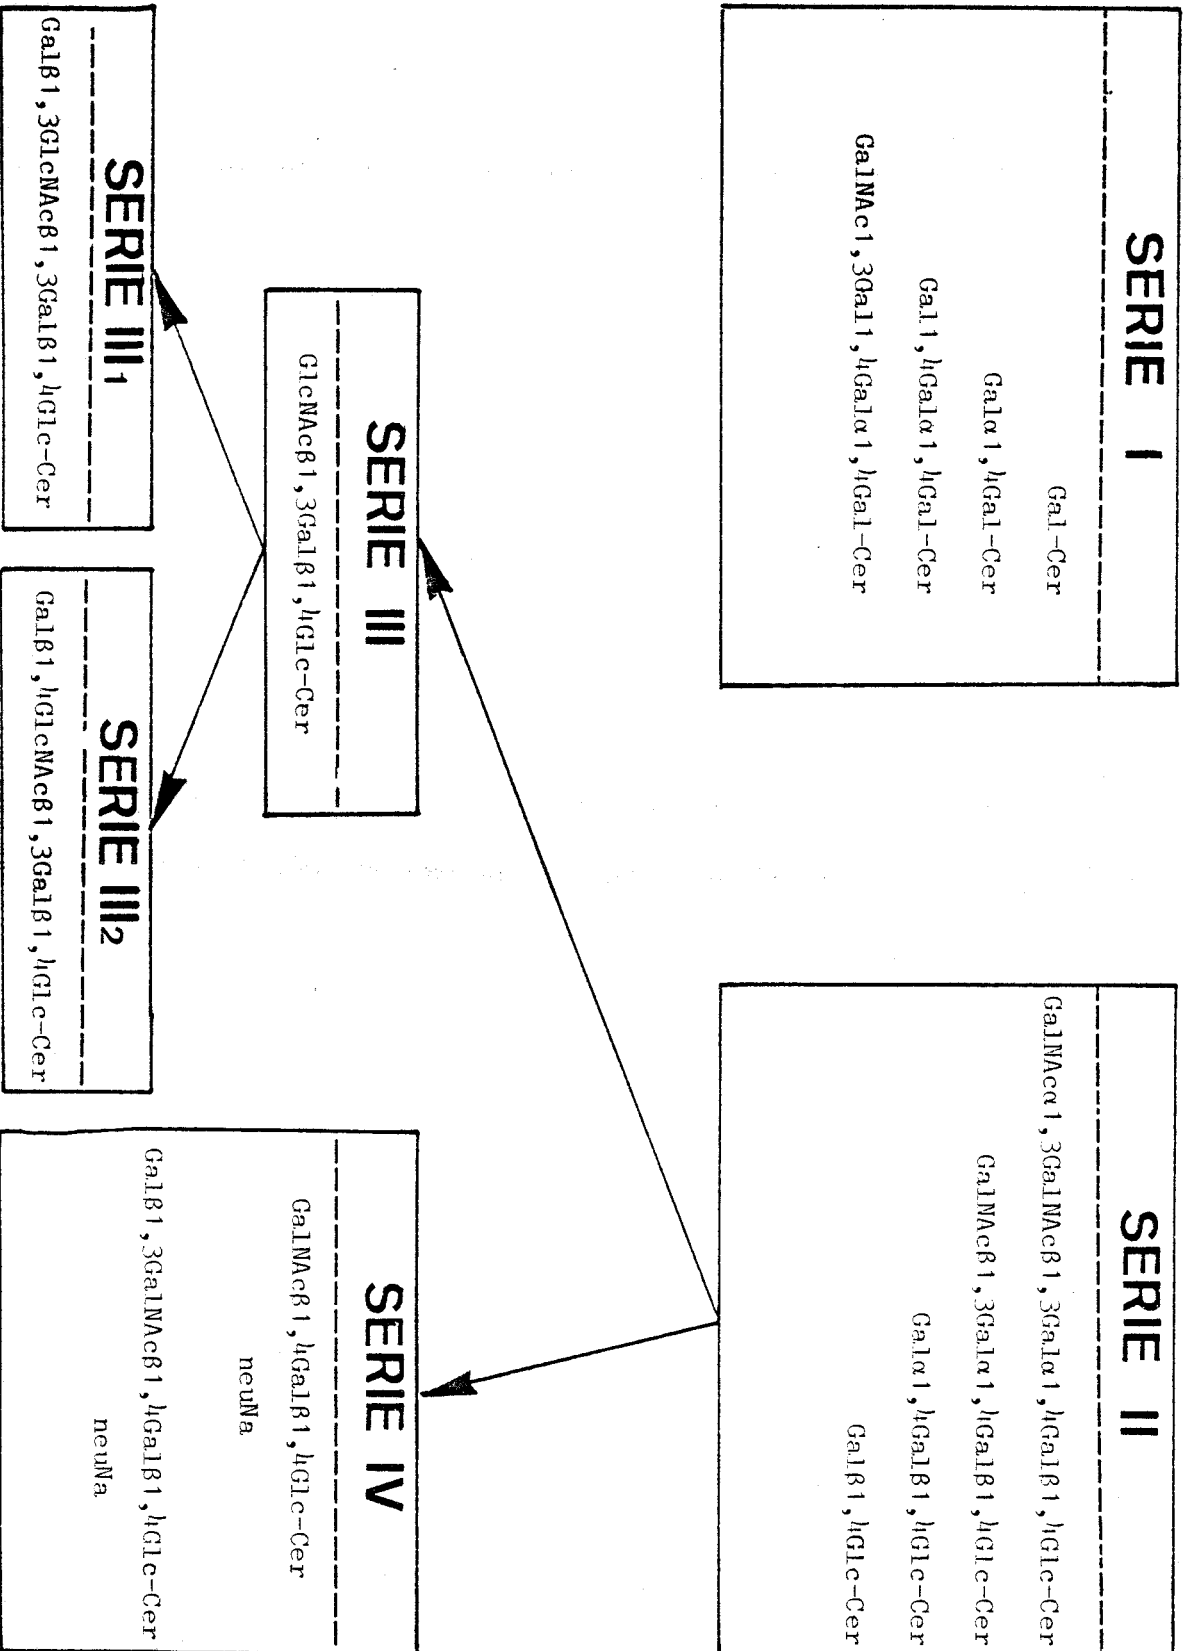 SERIE I
Gal-Cer
Galα1,4Gal-Cer
Gal1,4Galα1,4Gal-Cer
GalNAc1,3Gal1,4Galα1,4Gal-Cer
SERIE II
GalNAcα1,3GalNAcβ1,3Galα1,4Galβ1,4Glc-Cer
GalNAcβ1,3Galα1,4Galβ1,4Glc-Cer
Galα1,4Galβ1,4Glc-Cer
Galβ1,4Glc-Cer
SERIE III
GlcNAcβ1,3Galβ1,4Glc-Cer
SERIE IV
GalNAcβ1,4Galβ1,4Glc-Cer
neuNa
Galβ1,3GalNAcβ1,4Galβ1,4Glc-Cer
neuNa
SERIE III1
Galβ1,3GlcNAcβ1,3Galβ1,4Glc-Cer
SERIE III2
Galβ1,4GlcNAcβ1,3Galβ1,4Glc-Cer